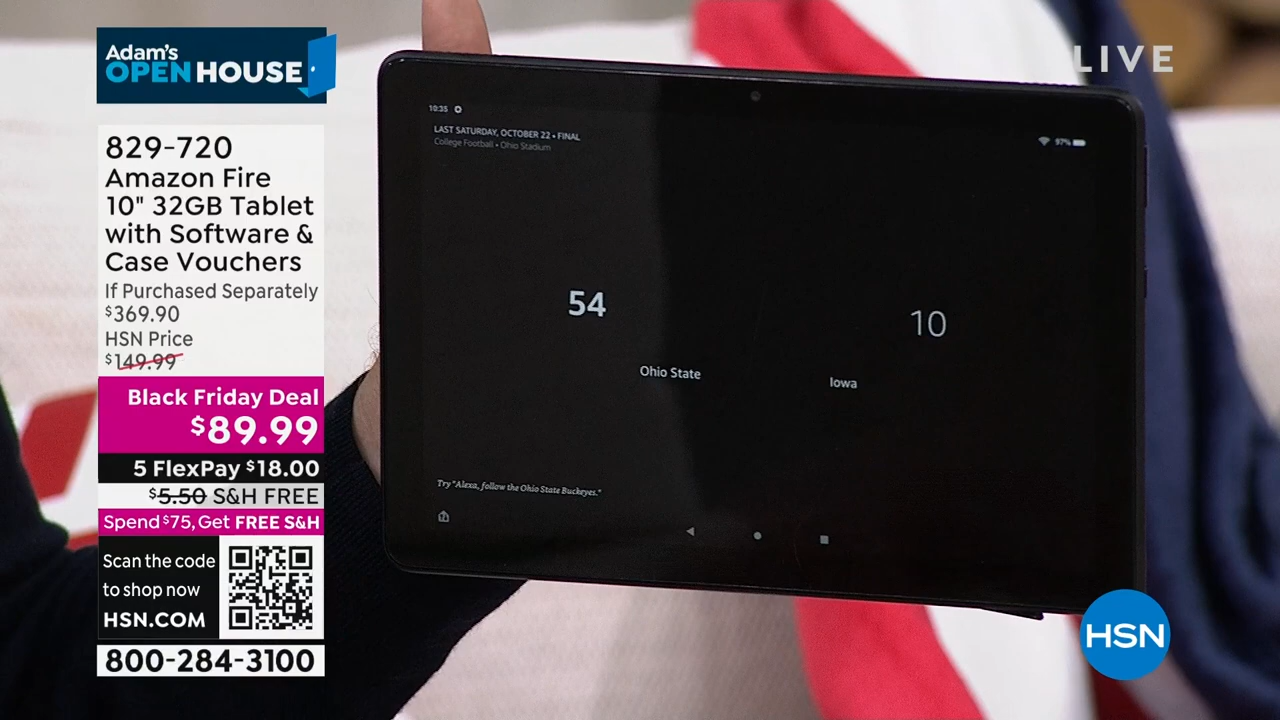 Adam's
OPEN HOUSE
LIVE
829-720
Amazon Fire
10" 32GB Tablet
with Software &
Case Vouchers
If Purchased Separately
$369.90
HSN Price
$149.99
Black Friday Deal
$89.99
5 FlexPay $18.00
$5.50 S&H FREE
Spend $75, Get FREE S&H
Scan the code
to shop now
HSN.COM
800-284-3100
10:35
97%
LAST SATURDAY, OCTOBER 22 • FINAL
College Football • Ohio Stadium
54
10
Ohio State
Iowa
Try "Alexa, follow the Ohio State Buckeyes."
HSN